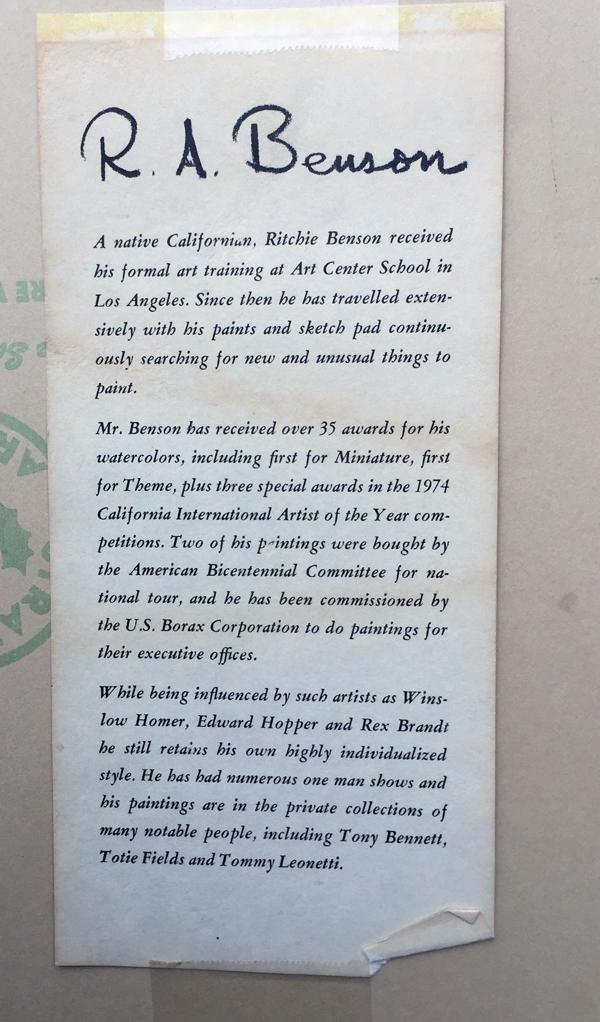 R. A. Benson
A native Californian, Ritchie Benson received
his formal art training at Art Center School in
Los Angeles. Since then he has travelled exten-
sively with his paints and sketch pad continu-
ously searching for new and unusual things to
paint.
Mr. Benson has received over 35 awards for his
watercolors, including first for Miniature, first
for Theme, plus three special awards in the 1974
California International Artist of the Year com-
petitions. Two of his paintings were bought by
the American Bicentennial Committee for na-
tional tour, and he has been commissioned by
the U.S. Borax Corporation to do paintings for
their executive offices.
While being influenced by such artists as Wins-
low Homer, Edward Hopper and Rex Brandt
he still retains his own highly individualized
style. He has had numerous one man shows and
his paintings are in the private collections of
many notable people, including Tony Bennett,
Totie Fields and Tommy Leonetti.